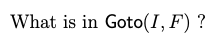 What is in Goto(I, F) ?